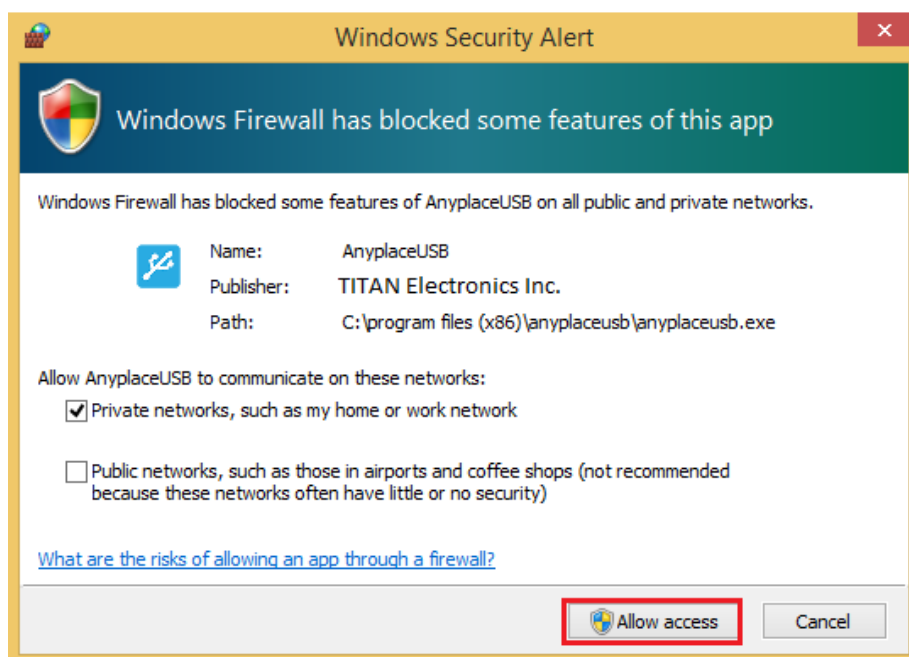 Windows Security Alert
Windows Firewall has blocked some features of this app
Windows Firewall has blocked some features of AnyplaceUSB on all public and private networks.
Name: AnyplaceUSB
Publisher: TITAN Electronics Inc.
Path: C:\program files (x86)\anyplaceusb\anyplaceusb.exe
Allow AnyplaceUSB to communicate on these networks:
Private networks, such as my home or work network
Public networks, such as those in airports and coffee shops (not recommended
because these networks often have little or no security)
What are the risks of allowing an app through a firewall?
Allow access Cancel